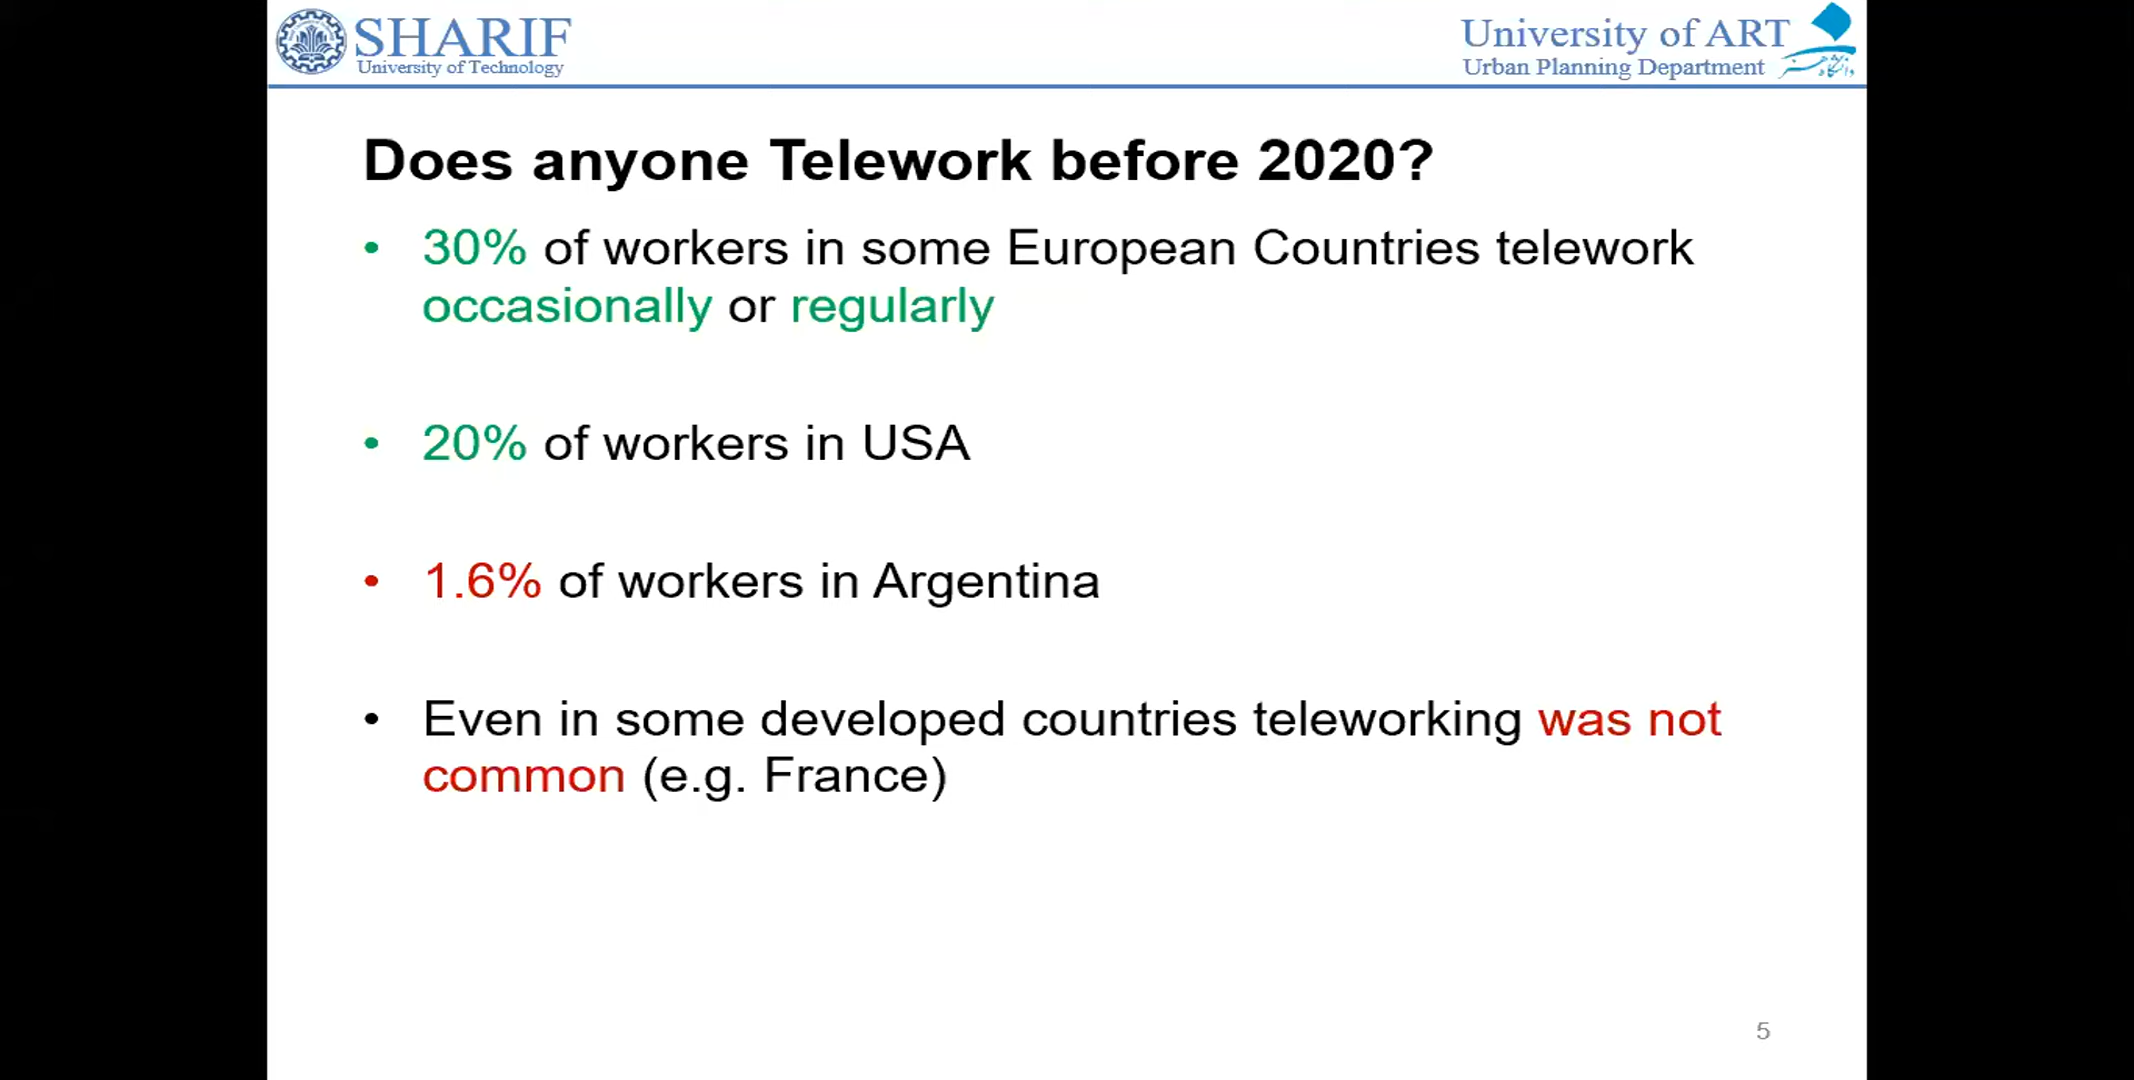 SHARIF
University of Technology
University of ART
Urban Planning Department
دانشگاه هنر
Does anyone Telework before 2020?
• 30% of workers in some European Countries telework
occasionally or regularly
• 20% of workers in USA
• 1.6% of workers in Argentina
• Even in some developed countries teleworking was not
common (e.g. France)
5